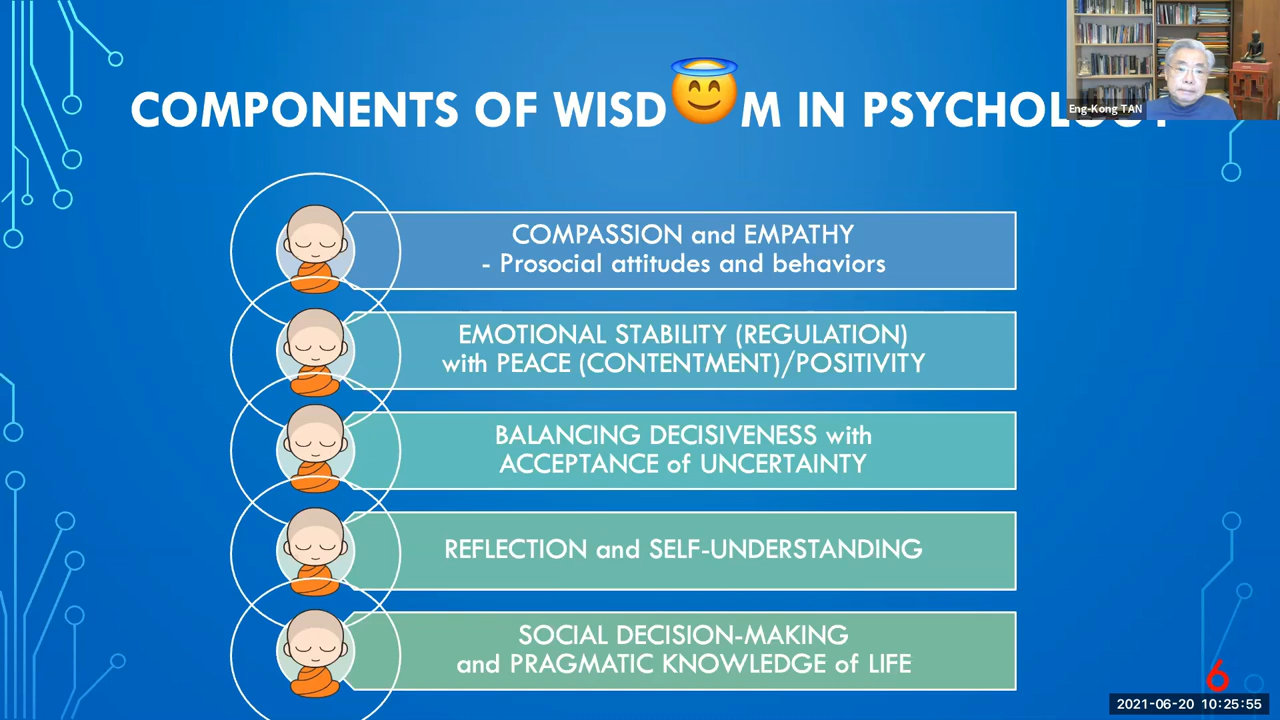 COMPONENTS OF WISD😇M IN PSYCHOLOGY
Eng-Kong TAN
COMPASSION and EMPATHY
- Prosocial attitudes and behaviors
EMOTIONAL STABILITY (REGULATION)
with PEACE (CONTENTMENT)/POSITIVITY
BALANCING DECISIVENESS with
ACCEPTANCE of UNCERTAINTY
REFLECTION and SELF-UNDERSTANDING
SOCIAL DECISION-MAKING
and PRAGMATIC KNOWLEDGE of LIFE
6
2021-06-20 10:25:55